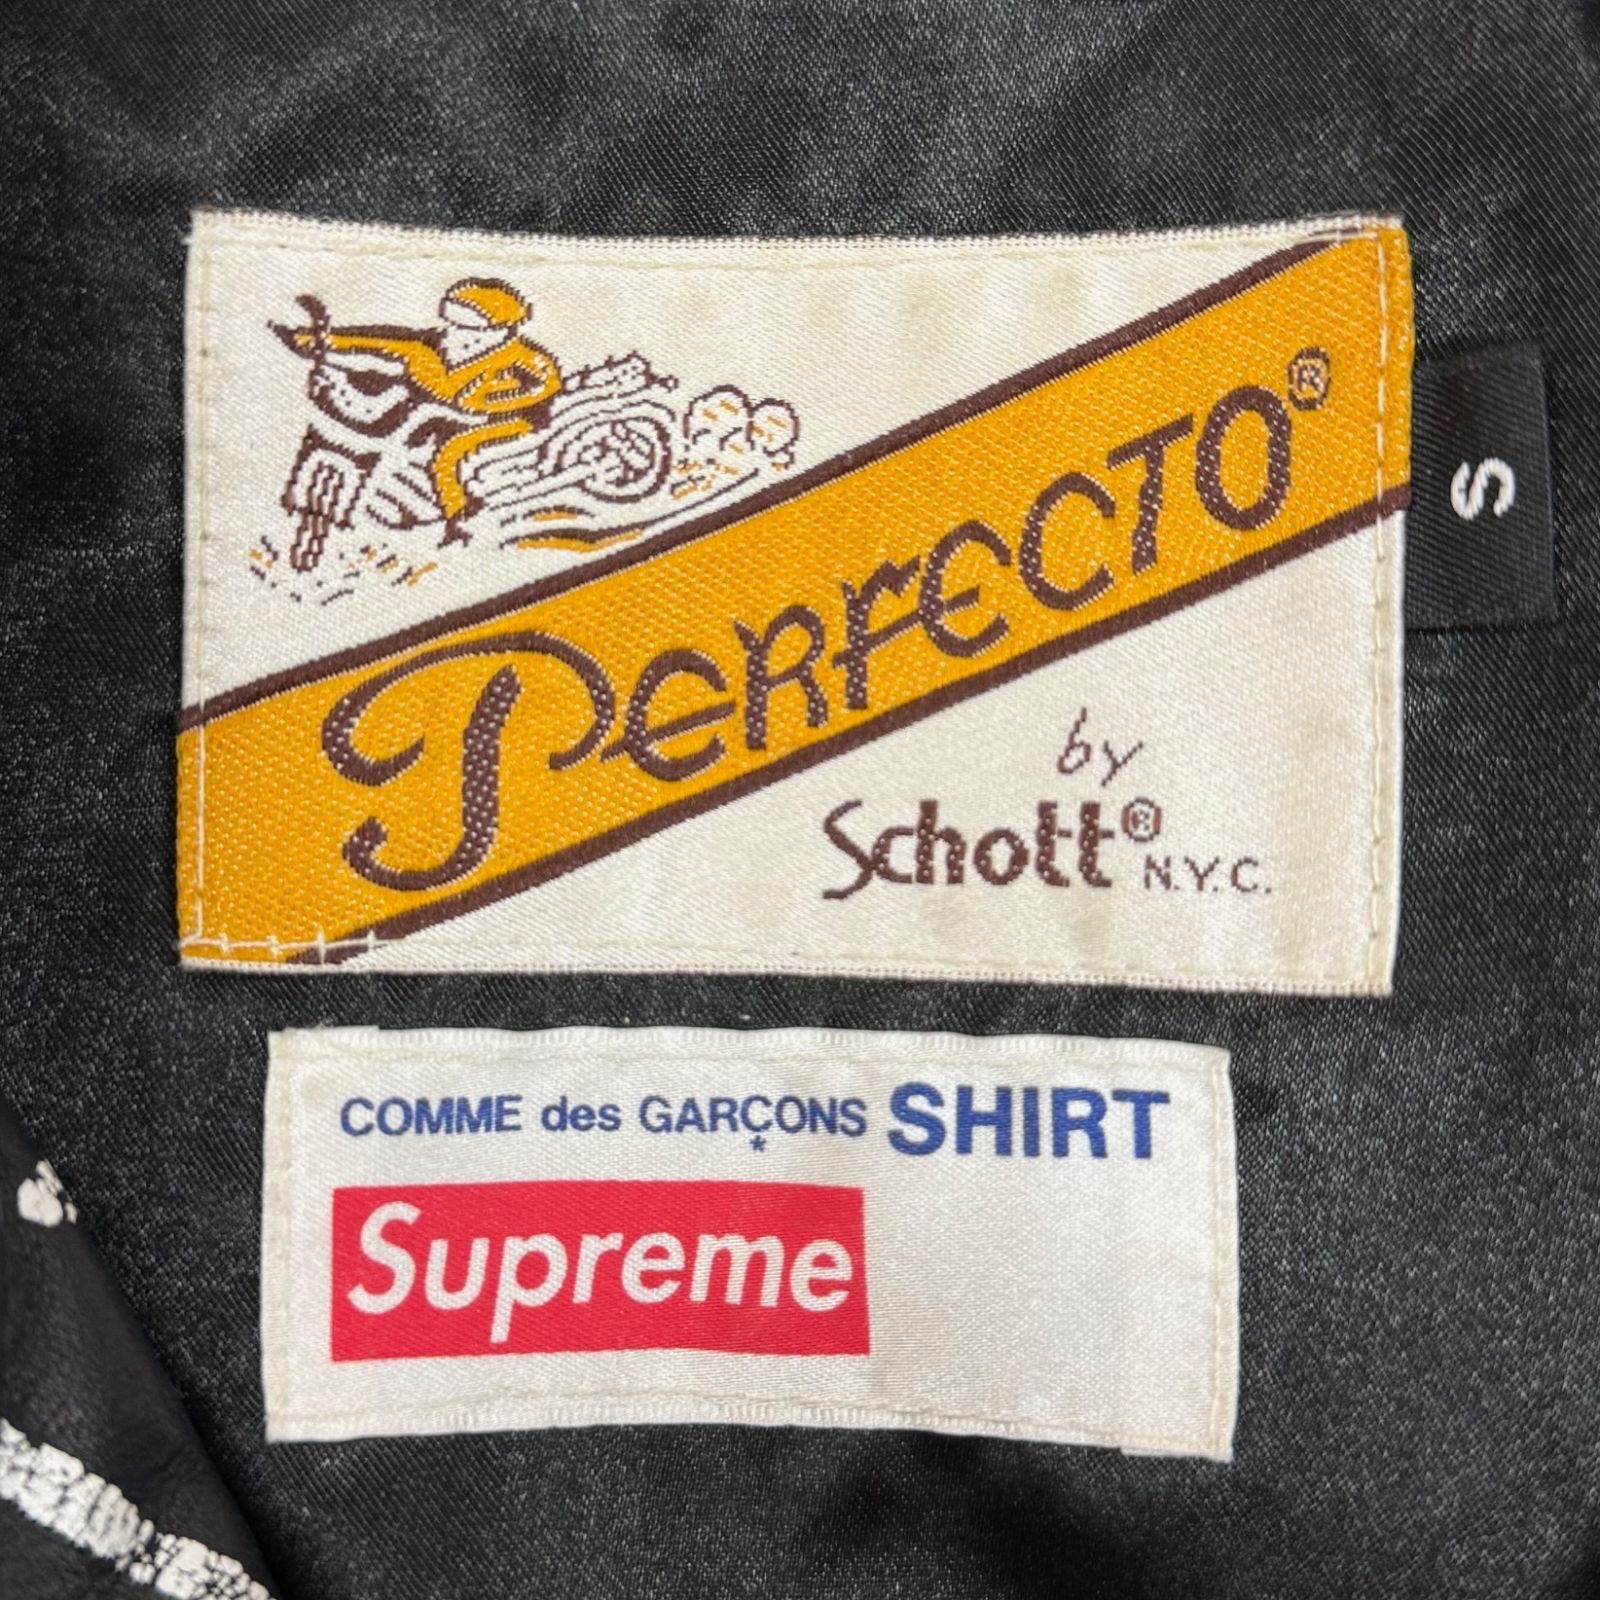 PERFECTO®
by
Schott® N.Y.C.
S
COMME des GARÇONS SHIRT
*
Supreme